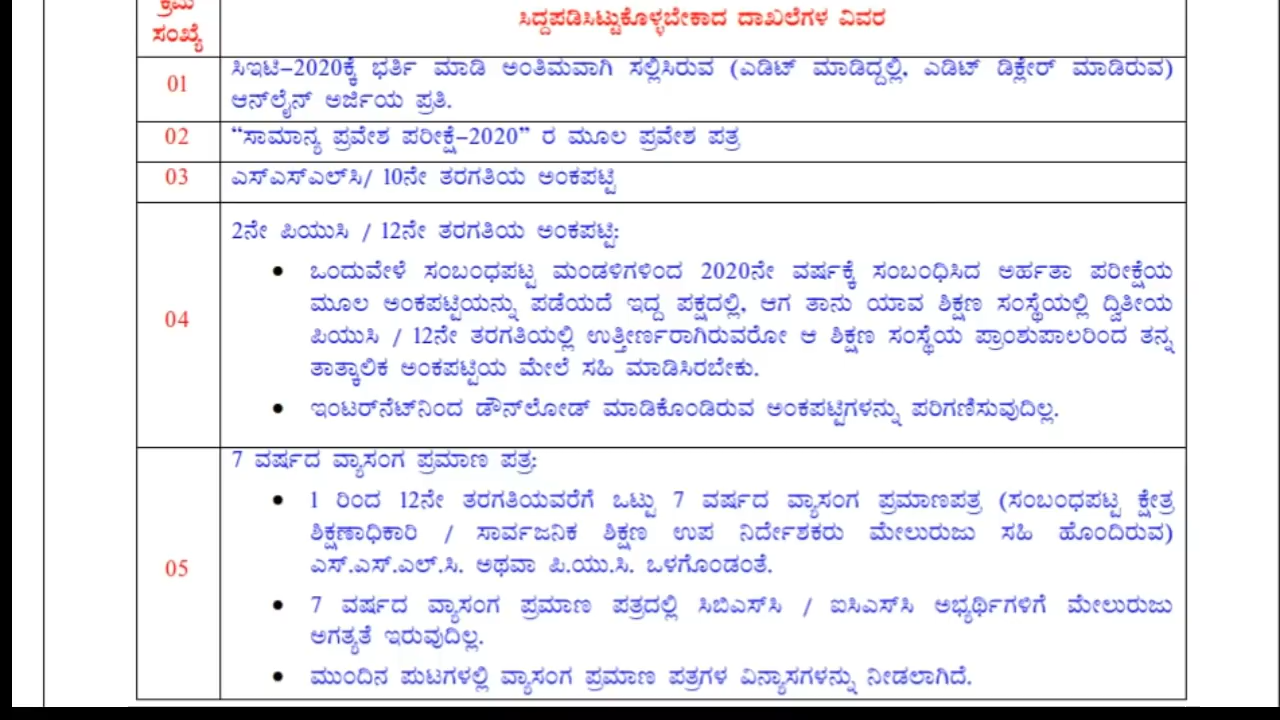 ಕ್ರಮ
ಸಂಖ್ಯೆ
ಸಿದ್ದಪಡಿಸಿಟ್ಟುಕೊಳ್ಳಬೇಕಾದ ದಾಖಲೆಗಳ ವಿವರ
01
ಸಿಇಟಿ–2020ಕ್ಕೆ ಭರ್ತಿ ಮಾಡಿ ಅಂತಿಮವಾಗಿ ಸಲ್ಲಿಸಿರುವ (ಎಡಿಟ್ ಮಾಡಿದ್ದಲ್ಲಿ, ಎಡಿಟ್ ಡಿಕ್ಲೇರ್ ಮಾಡಿರುವ)
ಆನ್‌ಲೈನ್ ಅರ್ಜಿಯ ಪ್ರತಿ.
02
“ಸಾಮಾನ್ಯ ಪ್ರವೇಶ ಪರೀಕ್ಷೆ–2020” ರ ಮೂಲ ಪ್ರವೇಶ ಪತ್ರ
03
ಎಸ್‌ಎಸ್‌ಎಲ್‌ಸಿ/ 10ನೇ ತರಗತಿಯ ಅಂಕಪಟ್ಟಿ
04
2ನೇ ಪಿಯುಸಿ / 12ನೇ ತರಗತಿಯ ಅಂಕಪಟ್ಟಿ:
• ಒಂದುವೇಳೆ ಸಂಬಂಧಪಟ್ಟ ಮಂಡಳಿಗಳಿಂದ 2020ನೇ ವರ್ಷಕ್ಕೆ ಸಂಬಂಧಿಸಿದ ಅರ್ಹತಾ ಪರೀಕ್ಷೆಯ
ಮೂಲ ಅಂಕಪಟ್ಟಿಯನ್ನು ಪಡೆಯದೆ ಇದ್ದ ಪಕ್ಷದಲ್ಲಿ, ಆಗ ತಾನು ಯಾವ ಶಿಕ್ಷಣ ಸಂಸ್ಥೆಯಲ್ಲಿ ದ್ವಿತೀಯ
ಪಿಯುಸಿ / 12ನೇ ತರಗತಿಯಲ್ಲಿ ಉತ್ತೀರ್ಣರಾಗಿರುವರೋ ಆ ಶಿಕ್ಷಣ ಸಂಸ್ಥೆಯ ಪ್ರಾಂಶುಪಾಲರಿಂದ ತನ್ನ
ತಾತ್ಕಾಲಿಕ ಅಂಕಪಟ್ಟಿಯ ಮೇಲೆ ಸಹಿ ಮಾಡಿಸಿರಬೇಕು.
• ಇಂಟರ್‌ನೆಟ್‌ನಿಂದ ಡೌನ್‌ಲೋಡ್ ಮಾಡಿಕೊಂಡಿರುವ ಅಂಕಪಟ್ಟಿಗಳನ್ನು ಪರಿಗಣಿಸುವುದಿಲ್ಲ.
05
7 ವರ್ಷದ ವ್ಯಾಸಂಗ ಪ್ರಮಾಣ ಪತ್ರ:
• 1 ರಿಂದ 12ನೇ ತರಗತಿಯವರೆಗೆ ಒಟ್ಟು 7 ವರ್ಷದ ವ್ಯಾಸಂಗ ಪ್ರಮಾಣಪತ್ರ (ಸಂಬಂಧಪಟ್ಟ ಕ್ಷೇತ್ರ
ಶಿಕ್ಷಣಾಧಿಕಾರಿ / ಸಾರ್ವಜನಿಕ ಶಿಕ್ಷಣ ಉಪ ನಿರ್ದೇಶಕರು ಮೇಲುರುಜು ಸಹಿ ಹೊಂದಿರುವ)
ಎಸ್.ಎಸ್.ಎಲ್.ಸಿ. ಅಥವಾ ಪಿ.ಯು.ಸಿ. ಒಳಗೊಂಡಂತೆ.
• 7 ವರ್ಷದ ವ್ಯಾಸಂಗ ಪ್ರಮಾಣ ಪತ್ರದಲ್ಲಿ ಸಿಬಿಎಸ್‌ಸಿ / ಐಸಿಎಸ್‌ಸಿ ಅಭ್ಯರ್ಥಿಗಳಿಗೆ ಮೇಲುರುಜು
ಅಗತ್ಯತೆ ಇರುವುದಿಲ್ಲ.
• ಮುಂದಿನ ಪುಟಗಳಲ್ಲಿ ವ್ಯಾಸಂಗ ಪ್ರಮಾಣ ಪತ್ರಗಳ ವಿನ್ಯಾಸಗಳನ್ನು ನೀಡಲಾಗಿದೆ.